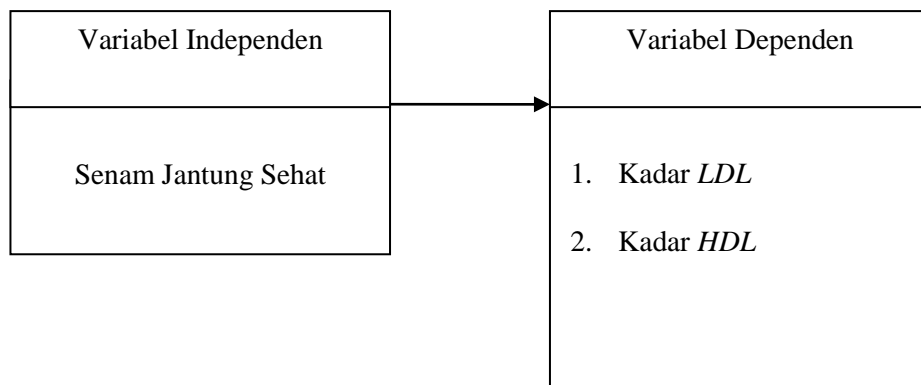 Variabel Independen
Senam Jantung Sehat
Variabel Dependen
1. Kadar LDL
2. Kadar HDL